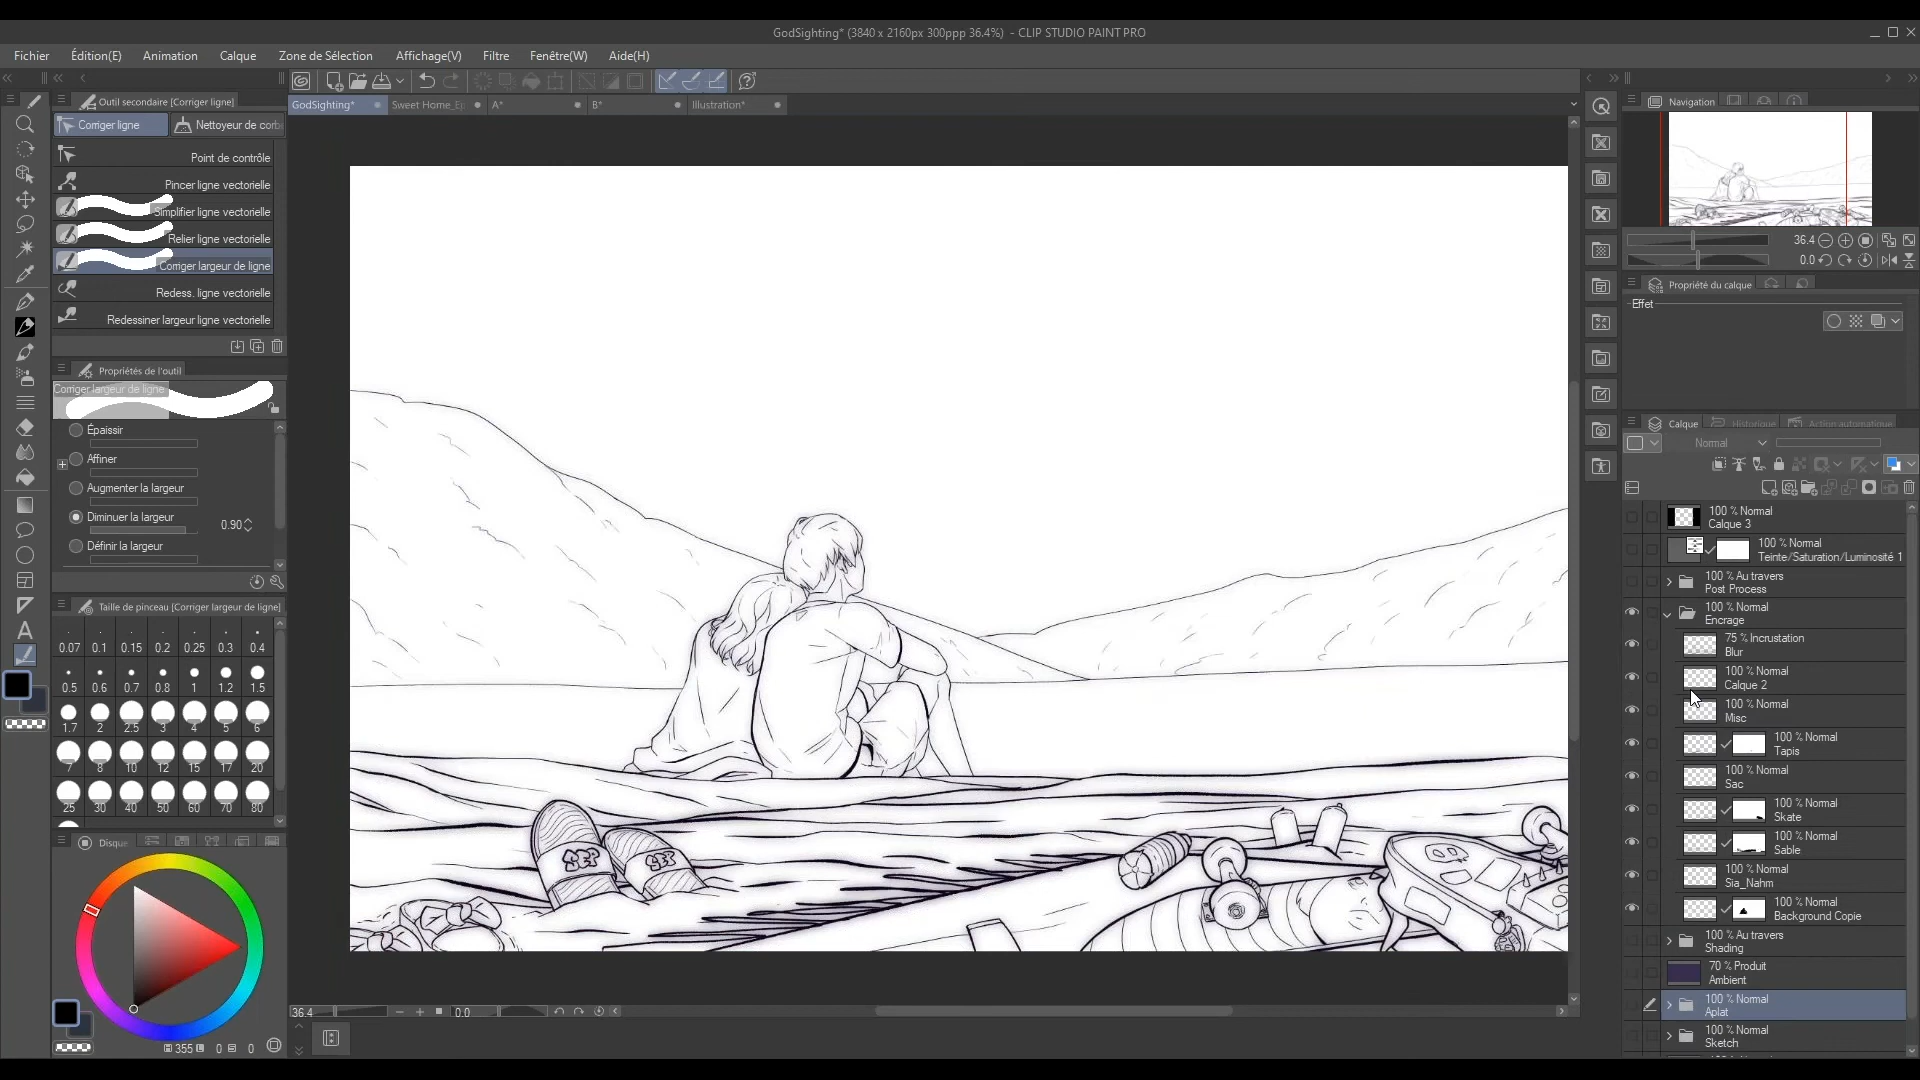 GodSighting* (3840 x 2160px 300ppp 36.4%)  - CLIP STUDIO PAINT PRO
Fichier Édition(E) Animation Calque Zone de Sélection Affichage(V) Filtre Fenêtre(W) Aide(H)
Outil secondaire [Corriger ligne]
GodSighting* Sweet Home_Ep A* B* Illustration*
Corriger ligne Nettoyeur de corb
Point de contrôle
Pincer ligne vectorielle
Simplifier ligne vectorielle
Relier ligne vectorielle
Corriger largeur de ligne
Redess. ligne vectorielle
Redessiner largeur ligne vectorielle
Propriétés de l'outil
Corriger largeur de ligne
Épaissir
Affiner
Augmenter la largeur
Diminuer la largeur 0.90
Définir la largeur
Taille de pinceau [Corriger largeur de ligne]
0.07 0.1 0.15 0.2 0.25 0.3 0.4
0.5 0.6 0.7 0.8 1 1.2 1.5
1.7 2 2.5 3 4 5 6
7 8 10 12 15 17 20
25 30 40 50 60 70 80
Disque
355 0 0
36.4 0.0
Navigation
36.4
0.0
Propriété du calque
Effet
Calque Historique Action automatique
Normal
100 % Normal
Calque 3
100 % Normal
Teinte/Saturation/Luminosité 1
100 % Au travers
Post Process
100 % Normal
Encrage
75 % Incrustation
Blur
100 % Normal
Calque 2
100 % Normal
Misc
100 % Normal
Tapis
100 % Normal
Sac
100 % Normal
Skate
100 % Normal
Sable
100 % Normal
Sia_Nahm
100 % Normal
Background Copie
100 % Au travers
Shading
70 % Produit
Ambient
100 % Normal
Aplat
100 % Normal
Sketch